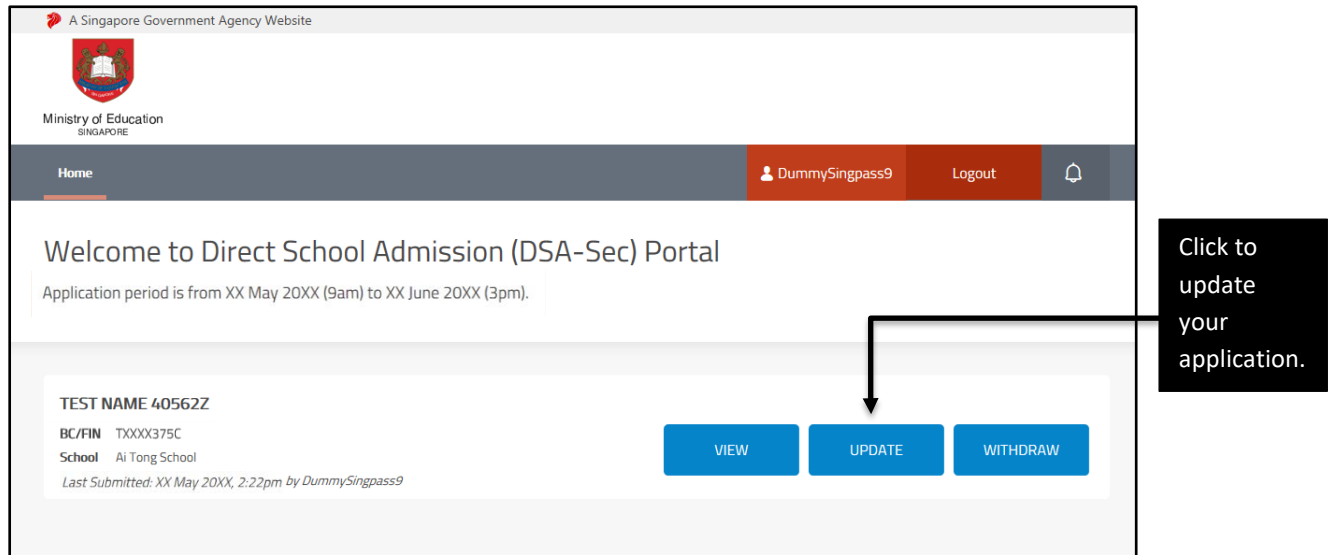 A Singapore Government Agency Website
Ministry of Education
SINGAPORE
Home
DummySingpass9
Logout
Welcome to Direct School Admission (DSA-Sec) Portal
Application period is from XX May 20XX (9am) to XX June 20XX (3pm).
Click to
update
your
application.
TEST NAME 40562Z
BC/FIN TXXXX375C
School Ai Tong School
Last Submitted: XX May 20XX, 2:22pm by DummySingpass9
VIEW
UPDATE
WITHDRAW